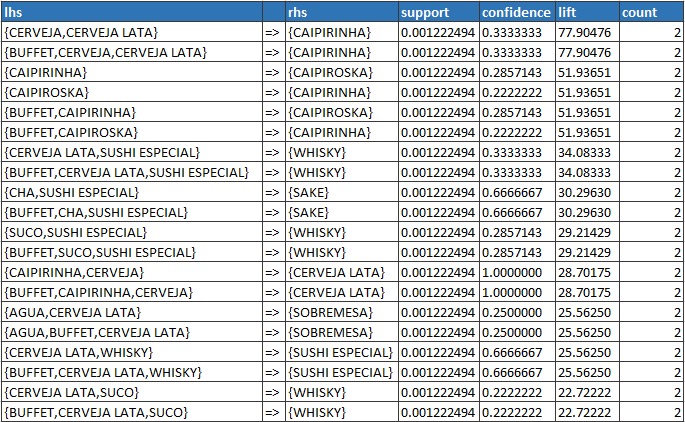 lhs rhs support confidence lift count
{CERVEJA,CERVEJA LATA} => {CAIPIRINHA} 0.001222494 0.3333333 77.90476 2
{BUFFET,CERVEJA,CERVEJA LATA} => {CAIPIRINHA} 0.001222494 0.3333333 77.90476 2
{CAIPIRINHA} => {CAIPIROSKA} 0.001222494 0.2857143 51.93651 2
{CAIPIROSKA} => {CAIPIRINHA} 0.001222494 0.2222222 51.93651 2
{BUFFET,CAIPIRINHA} => {CAIPIROSKA} 0.001222494 0.2857143 51.93651 2
{BUFFET,CAIPIROSKA} => {CAIPIRINHA} 0.001222494 0.2222222 51.93651 2
{CERVEJA LATA,SUSHI ESPECIAL} => {WHISKY} 0.001222494 0.3333333 34.08333 2
{BUFFET,CERVEJA LATA,SUSHI ESPECIAL} => {WHISKY} 0.001222494 0.3333333 34.08333 2
{CHA,SUSHI ESPECIAL} => {SAKE} 0.001222494 0.6666667 30.29630 2
{BUFFET,CHA,SUSHI ESPECIAL} => {SAKE} 0.001222494 0.6666667 30.29630 2
{SUCO,SUSHI ESPECIAL} => {WHISKY} 0.001222494 0.2857143 29.21429 2
{BUFFET,SUCO,SUSHI ESPECIAL} => {WHISKY} 0.001222494 0.2857143 29.21429 2
{CAIPIRINHA,CERVEJA} => {CERVEJA LATA} 0.001222494 1.0000000 28.70175 2
{BUFFET,CAIPIRINHA,CERVEJA} => {CERVEJA LATA} 0.001222494 1.0000000 28.70175 2
{AGUA,CERVEJA LATA} => {SOBREMESA} 0.001222494 0.2500000 25.56250 2
{AGUA,BUFFET,CERVEJA LATA} => {SOBREMESA} 0.001222494 0.2500000 25.56250 2
{CERVEJA LATA,WHISKY} => {SUSHI ESPECIAL} 0.001222494 0.6666667 25.56250 2
{BUFFET,CERVEJA LATA,WHISKY} => {SUSHI ESPECIAL} 0.001222494 0.6666667 25.56250 2
{CERVEJA LATA,SUCO} => {WHISKY} 0.001222494 0.2222222 22.72222 2
{BUFFET,CERVEJA LATA,SUCO} => {WHISKY} 0.001222494 0.2222222 22.72222 2